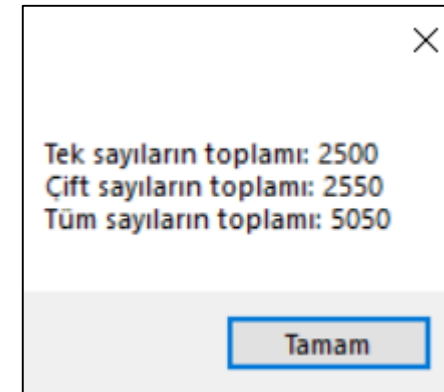 Tek sayıların toplamı: 2500
Çift sayıların toplamı: 2550
Tüm sayıların toplamı: 5050
Tamam